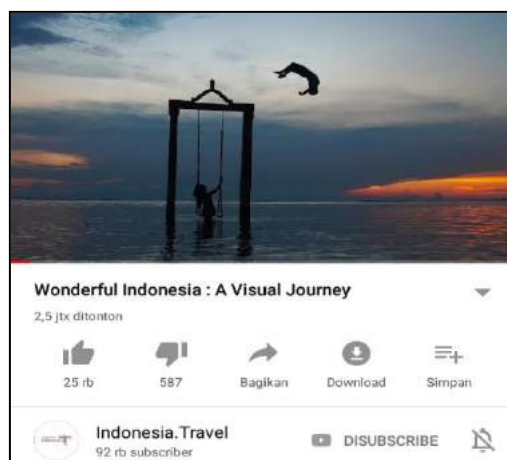 Wonderful Indonesia : A Visual Journey
2,5 jtx ditonton
25 rb 587 Bagikan Download Simpan
Indonesia.Travel DISUBSCRIBE
92 rb subscriber